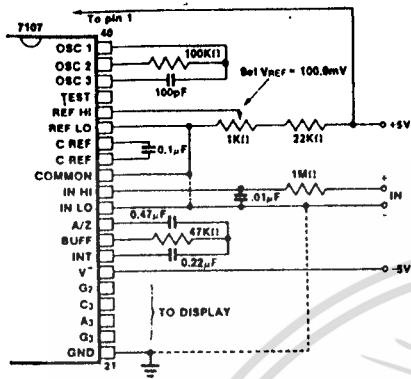 To pin 1
7107
40
OSC 1
OSC 2
100KΩ
OSC 3
100pF
TEST
Set VREF = 100.0mV
REF HI
REF LO
1KΩ
22KΩ
+5V
C REF
0.1μF
C REF
COMMON
1MΩ
+
IN HI
.01μF
IN
IN LO
-
0.47μF
A/Z
BUFF
47KΩ
INT
0.22μF
V-
-5V
G2
C3
TO DISPLAY
A3
G3
GND
21